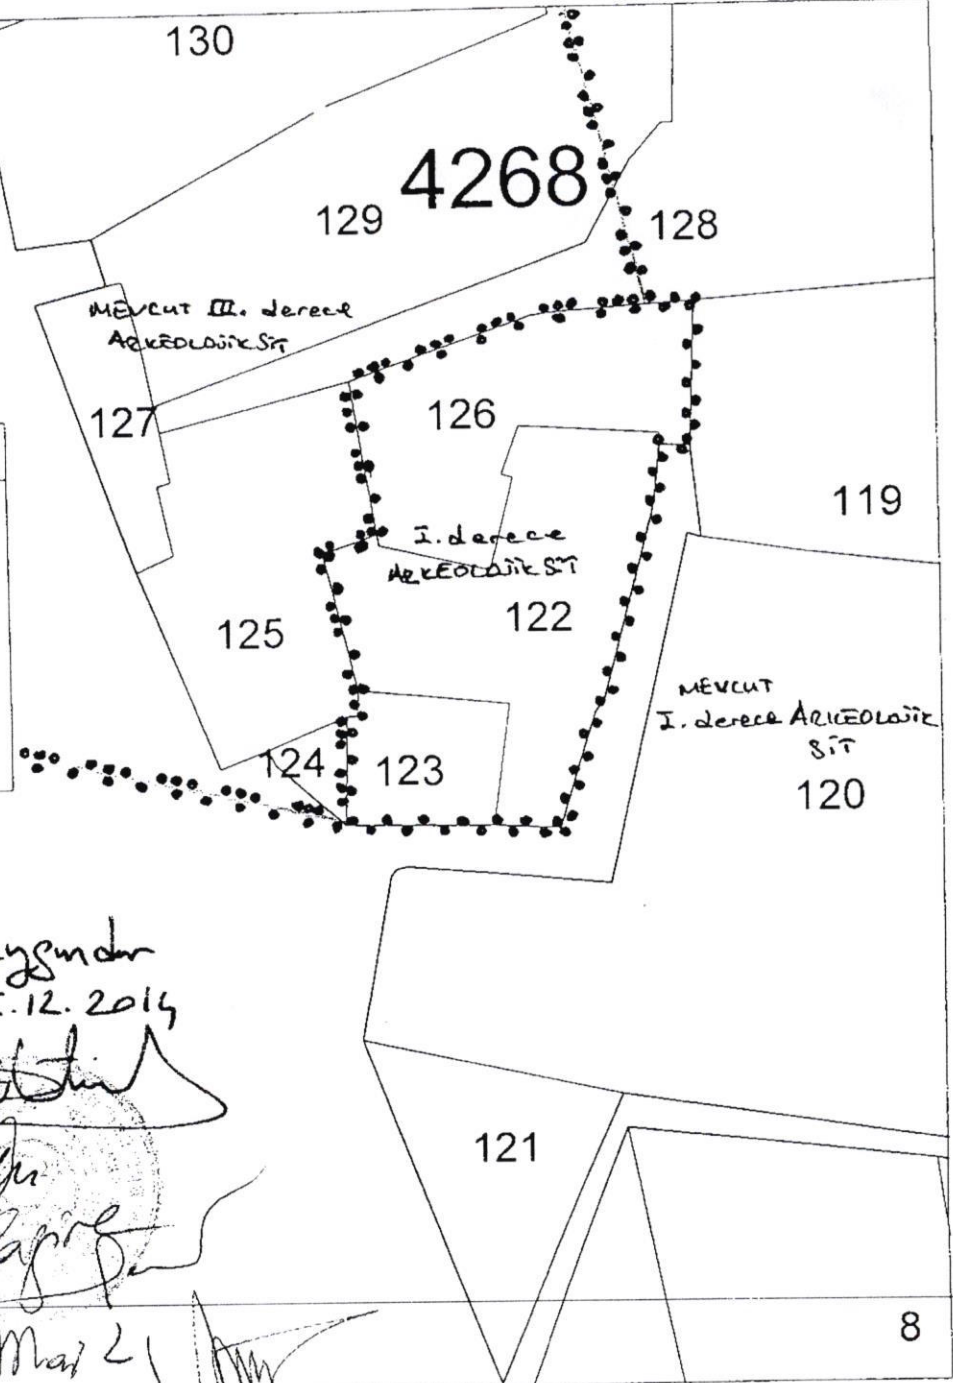 130
4268
129
128
MEVCUT III. derece
ARKEOLOJİK SİT
127
126
119
I. derece
ARKEOLOJİK SİT
122
125
MEVCUT
I. derece ARKEOLOJİK
SİT
124
123
120
.12.2014
121
8